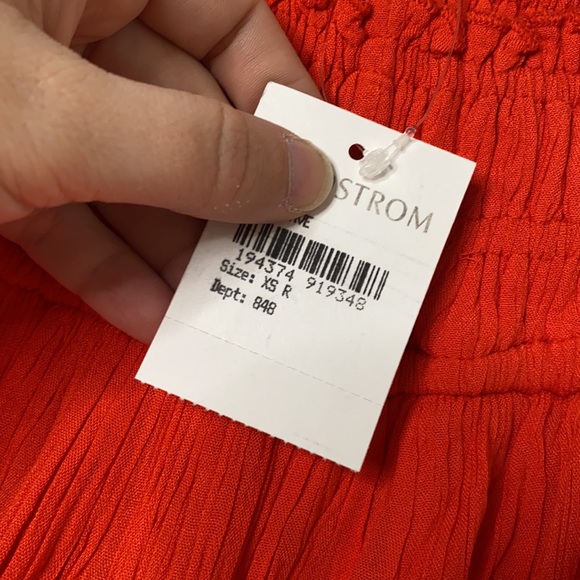 STROM
194374 919348
Size: XS R
Dept: 848